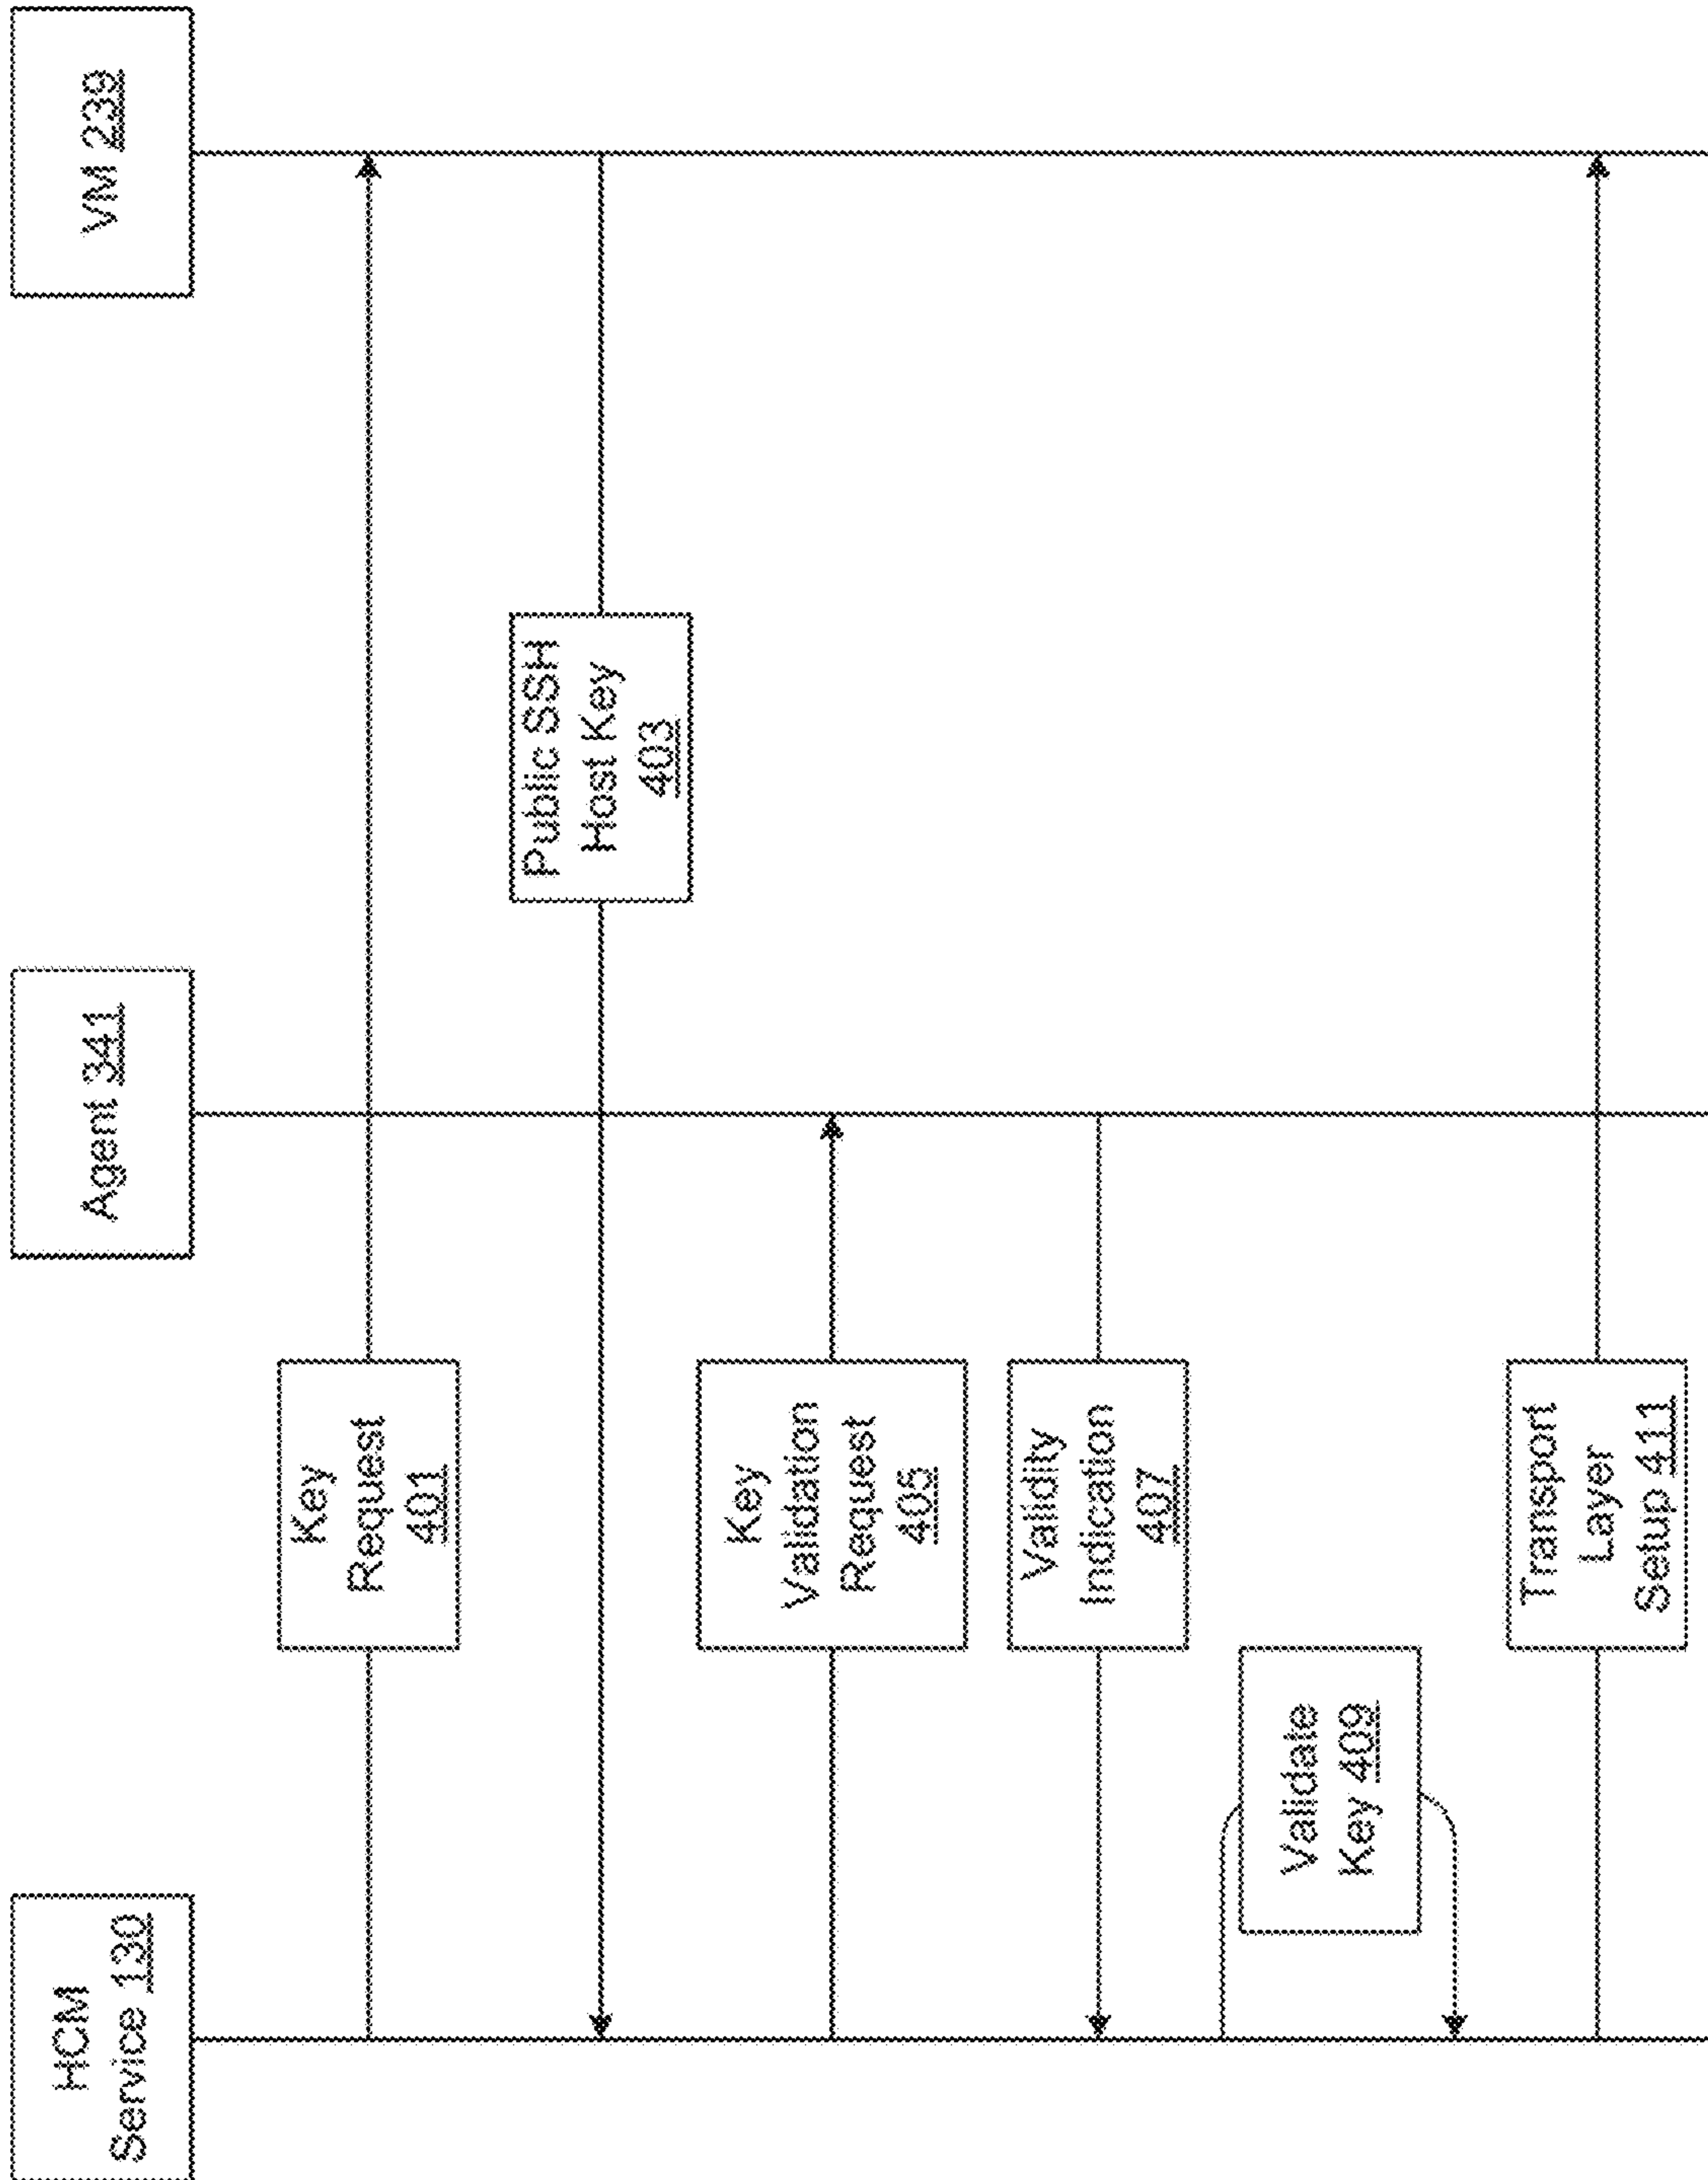 HCM
Service 130
Agent 341
VM 239
Key
Request
401
Public SSH
Host Key
403
Key
Validation
Request
405
Validity
Indication
407
Validate
Key 409
Transport
Layer
Setup 411